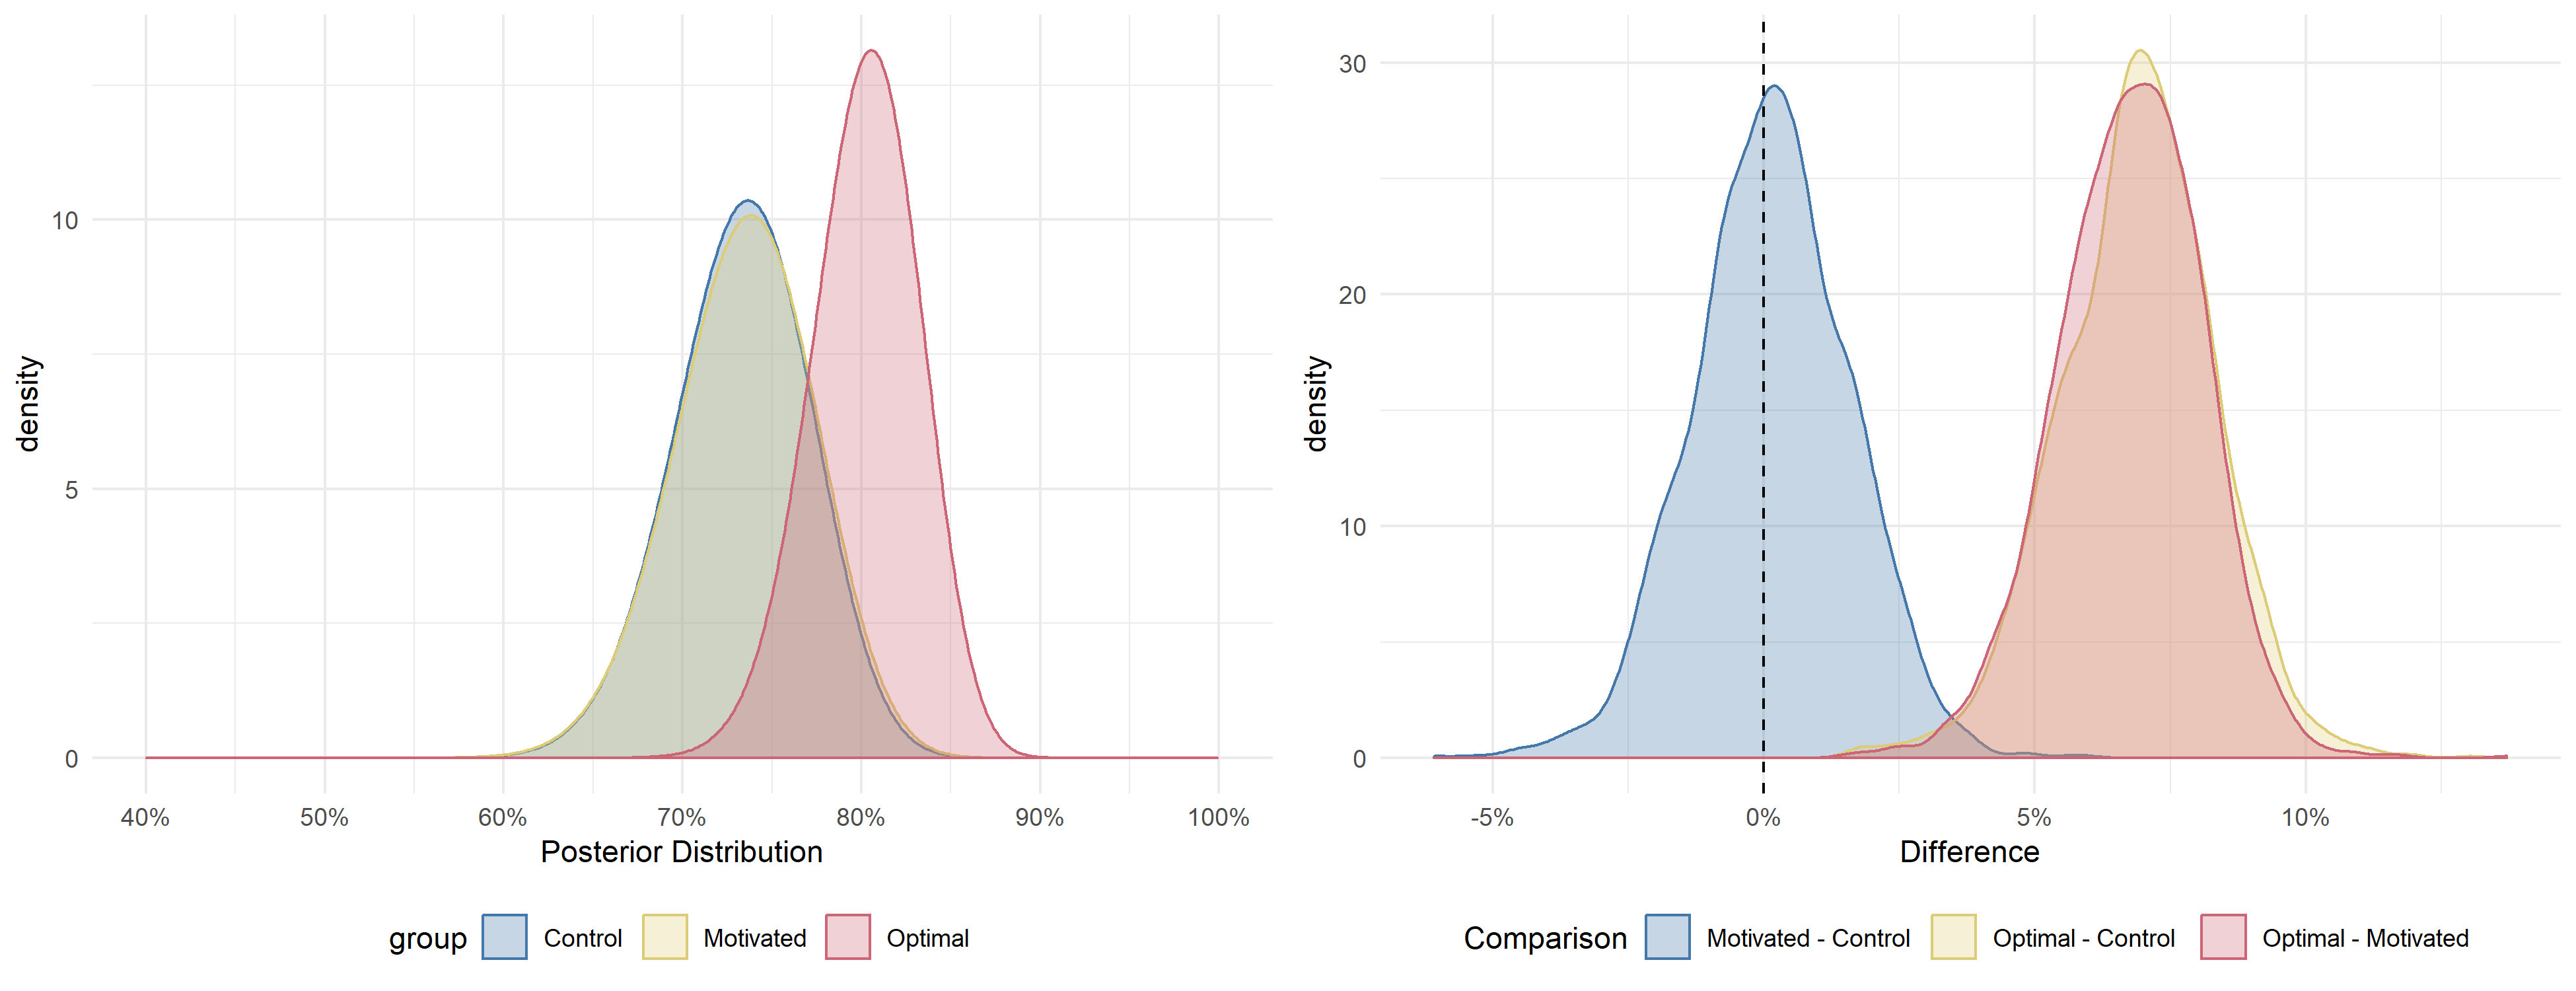 density
10
5
0
40% 50% 60% 70% 80% 90% 100%
Posterior Distribution
group Control Motivated Optimal
density
30
20
10
0
-5% 0% 5% 10%
Difference
Comparison Motivated - Control Optimal - Control Optimal - Motivated